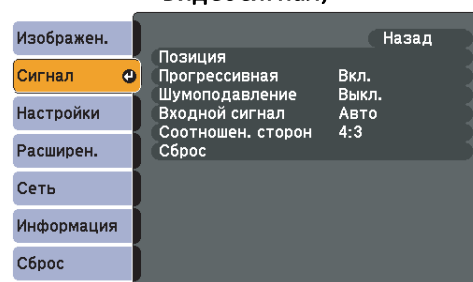 Изображен.
Сигнал
Настройки
Расширен.
Сеть
Информация
Сброс
Назад
Позиция
Прогрессивная Вкл.
Шумоподавление Выкл.
Входной сигнал Авто
Соотношен. сторон 4:3
Сброс